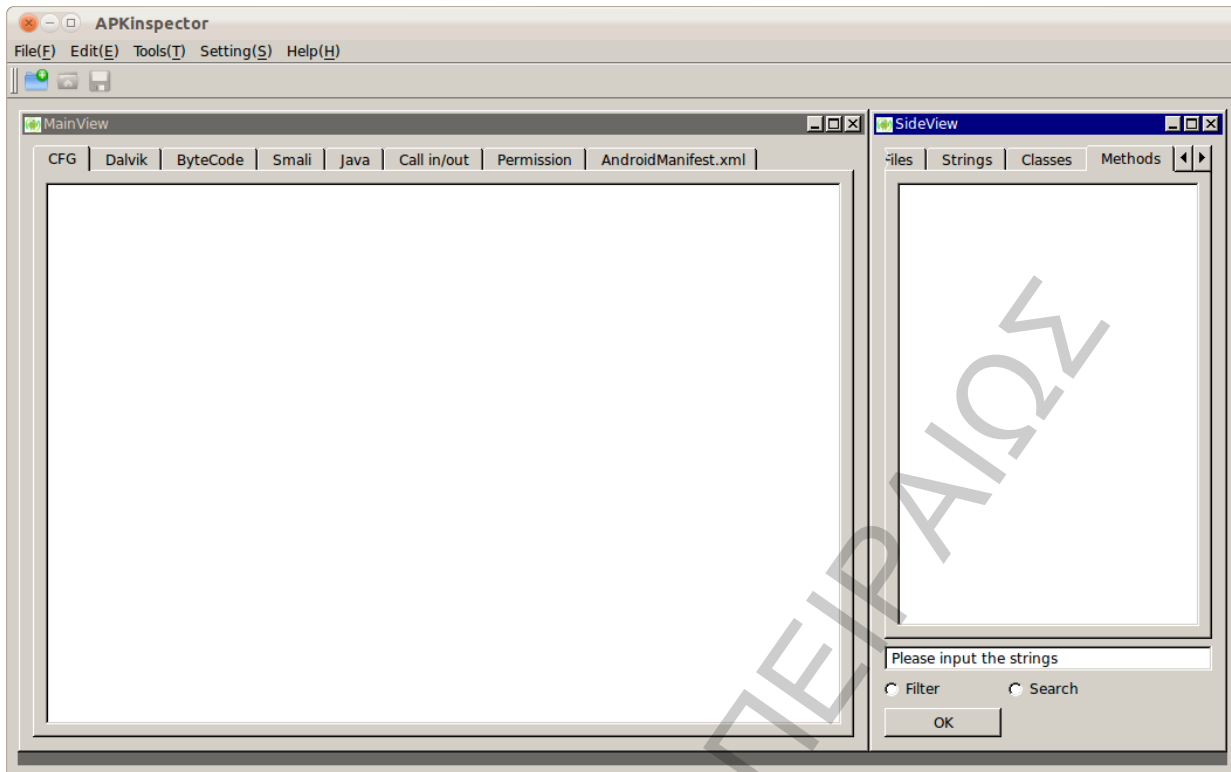 APKinspector
File(F) Edit(E) Tools(T) Setting(S) Help(H)
MainView
SideView
CFG Dalvik ByteCode Smali Java Call in/out Permission AndroidManifest.xml
Files Strings Classes Methods
Please input the strings
Filter Search
OK
ΠΕΙΡΑΙΩΣ